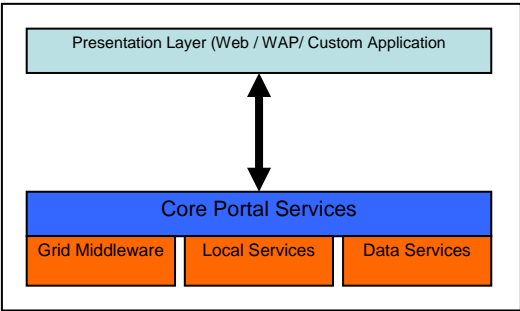 Presentation Layer (Web / WAP/ Custom Application
Core Portal Services
Grid Middleware
Local Services
Data Services